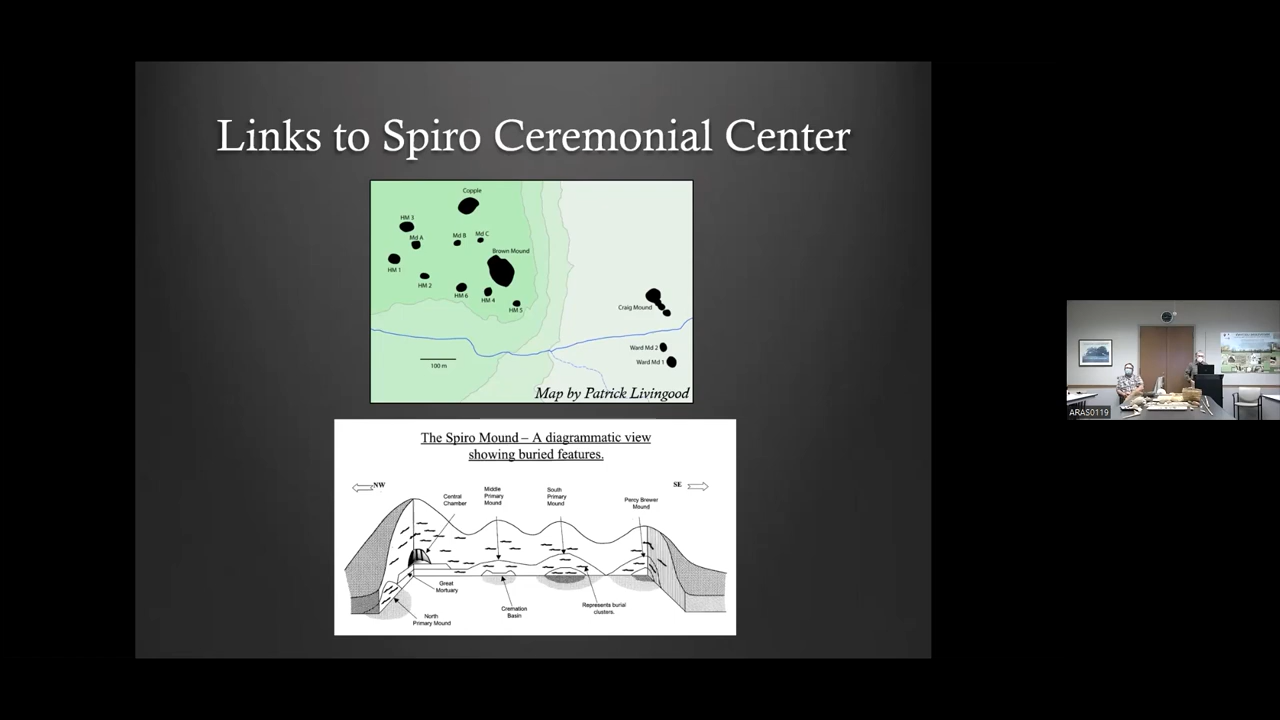 Links to Spiro Ceremonial Center
Copple
HM 3
Md A
Md B
Md C
Brown Mound
HM 1
HM 2
HM 6
HM 4
HM 5
Craig Mound
Ward Md 2
Ward Md 1
100 m
Map by Patrick Livingood
The Spiro Mound – A diagrammatic view
showing buried features.
NW
SE
Central
Chamber
Middle
Primary
Mound
South
Primary
Mound
Percy Brewer
Mound
Great
Mortuary
North
Primary Mound
Cremation
Basin
Represents burial
clusters.
ARAS0119